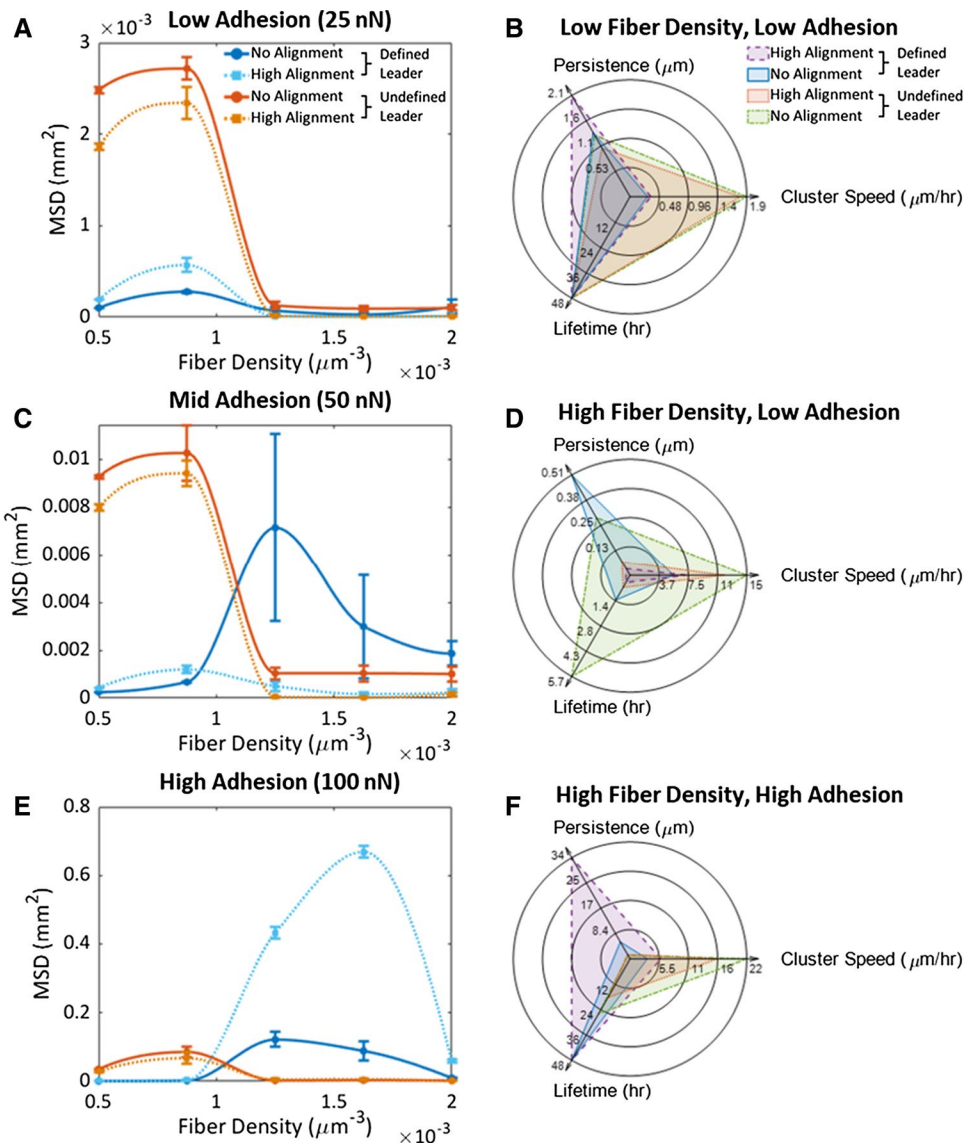 A
Low Adhesion (25 nN)
× 10⁻³
3
2
1
0
MSD (mm²)
No Alignment
High Alignment
Defined
Leader
No Alignment
High Alignment
Undefined
Leader
0.5 1 1.5 2
Fiber Density (μm⁻³)
× 10⁻³
B
Low Fiber Density, Low Adhesion
High Alignment
No Alignment
Defined
Leader
High Alignment
No Alignment
Undefined
Leader
Persistence (μm)
2.1
1.6
1.1
0.53
Cluster Speed (μm/hr)
0.48 0.96 1.4 1.9
12
24
36
48
Lifetime (hr)
C
Mid Adhesion (50 nN)
0.01
0.008
0.006
0.004
0.002
0
MSD (mm²)
0.5 1 1.5 2
Fiber Density (μm⁻³)
× 10⁻³
D
High Fiber Density, Low Adhesion
Persistence (μm)
0.51
0.38
0.25
0.13
Cluster Speed (μm/hr)
3.7 7.5 11 15
1.4
2.8
4.3
5.7
Lifetime (hr)
E
High Adhesion (100 nN)
0.8
0.6
0.4
0.2
0
MSD (mm²)
0.5 1 1.5 2
Fiber Density (μm⁻³)
× 10⁻³
F
High Fiber Density, High Adhesion
Persistence (μm)
34
25
17
8.4
Cluster Speed (μm/hr)
5.5 11 16 22
12
24
36
48
Lifetime (hr)